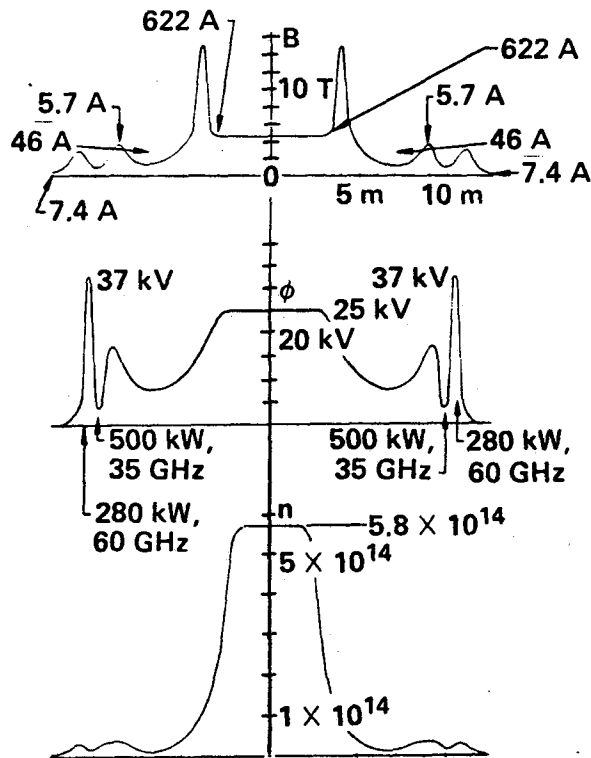 622 A
B
622 A
10 T
5.7 A
5.7 A
46 A
46 A
0
5 m
10 m
7.4 A
7.4 A
37 kV
37 kV
ϕ
25 kV
20 kV
500 kW,
35 GHz
500 kW,
35 GHz
280 kW,
60 GHz
280 kW,
60 GHz
n
5.8 × 10¹⁴
5 × 10¹⁴
1 × 10¹⁴